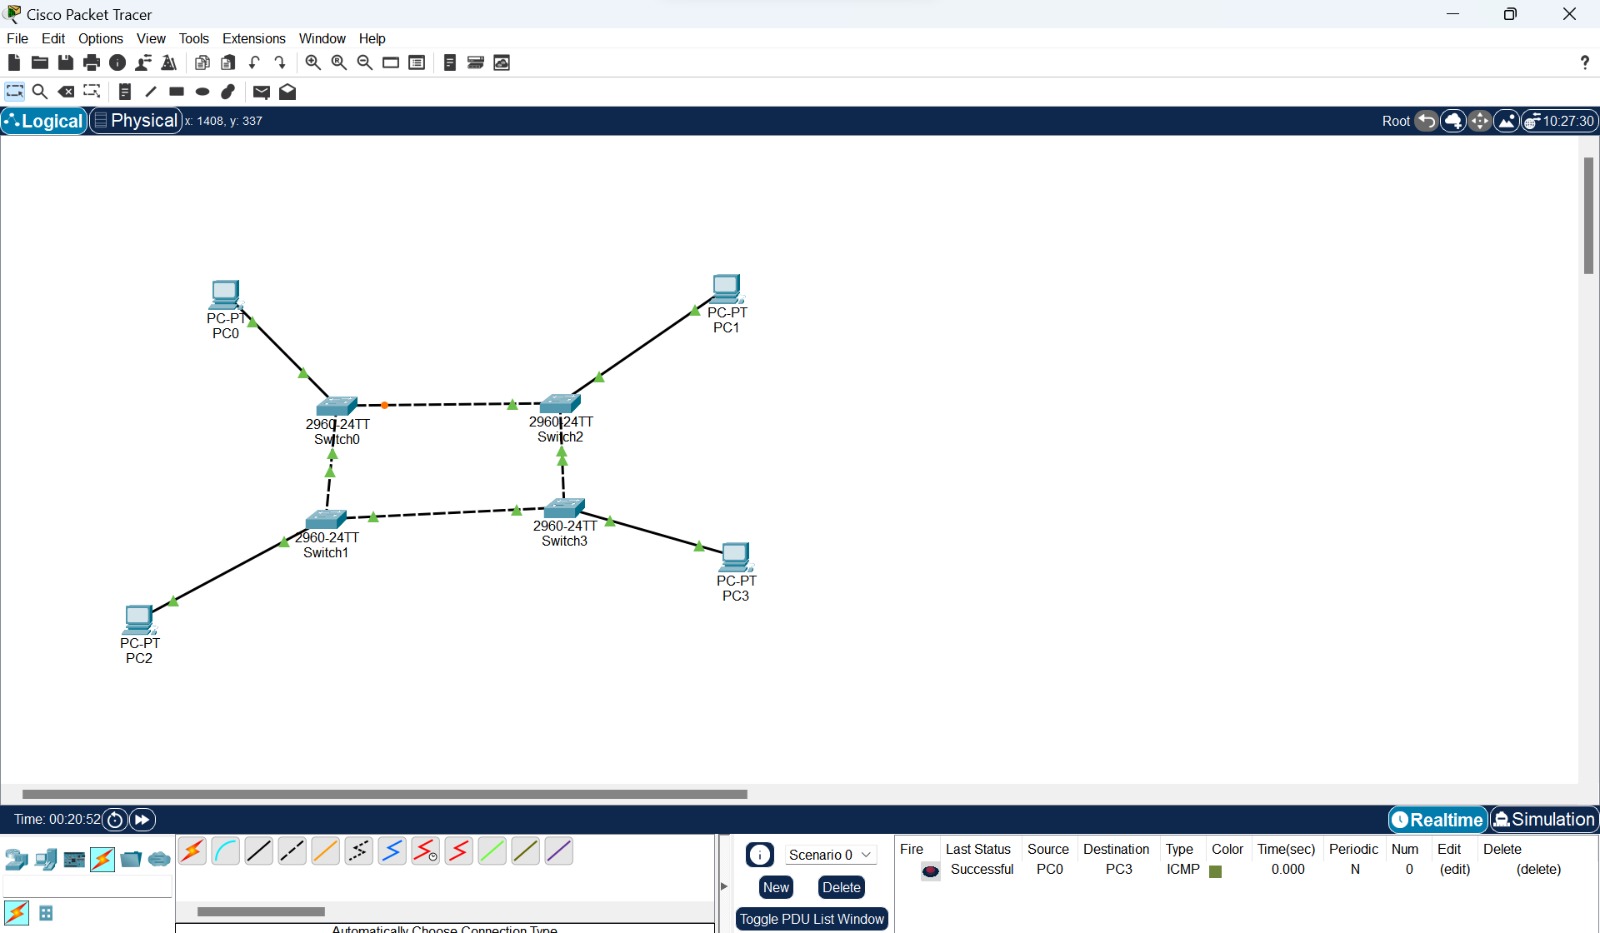 Cisco Packet Tracer
File Edit Options View Tools Extensions Window Help
?
Logical Physical x: 1408, y: 337 Root 10:27:30
PC-PT
PC0
PC-PT
PC1
2960-24TT
Switch0
2960-24TT
Switch2
2960-24TT
Switch1
2960-24TT
Switch3
PC-PT
PC3
PC-PT
PC2
Time: 00:20:52 Realtime Simulation
Scenario 0
New Delete
Toggle PDU List Window
Fire Last Status Source Destination Type Color Time(sec) Periodic Num Edit Delete
Successful PC0 PC3 ICMP 0.000 N 0 (edit) (delete)
Automatically Choose Connection Type